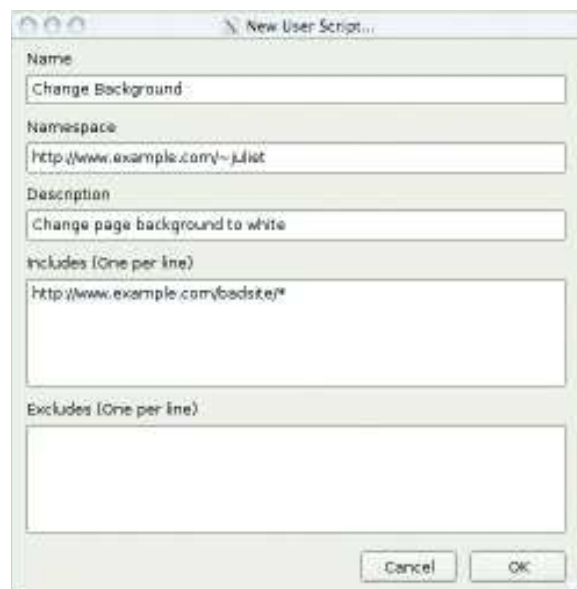 New User Script...
Name
Change Background
Namespace
http://www.example.com/~juliet
Description
Change page background to white
Includes (One per line)
http://www.example.com/badsite/*
Excludes (One per line)
Cancel
OK